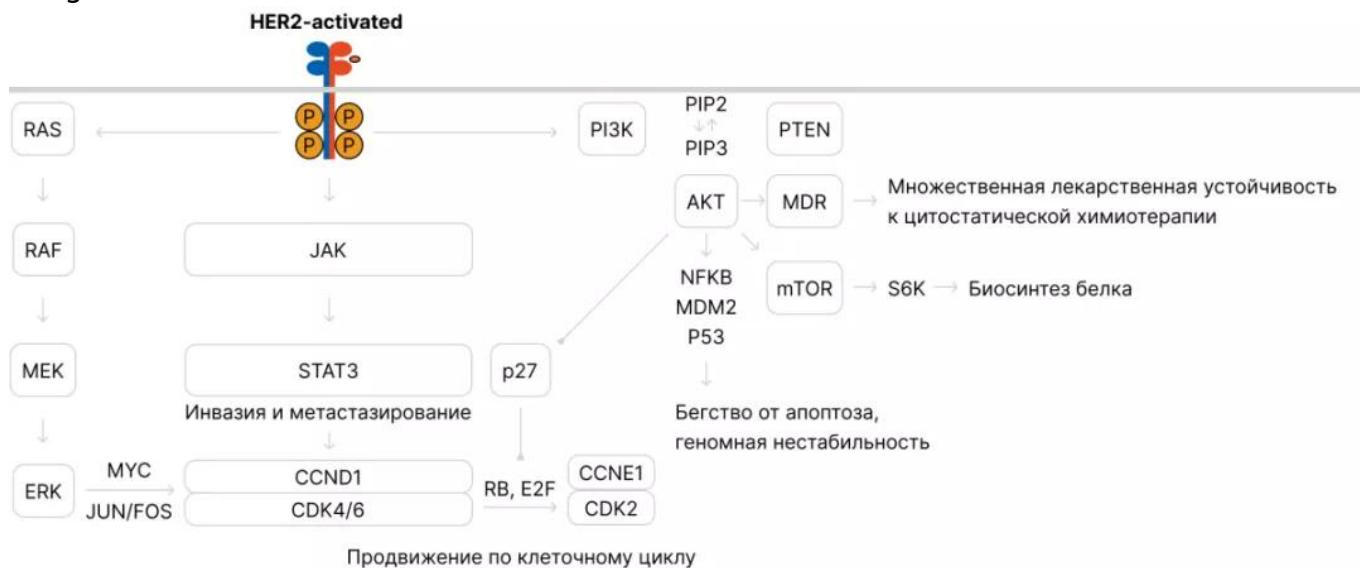 HER2-activated
RAS
P P
P P
PI3K
PIP2
PIP3
PTEN
AKT
MDR
Множественная лекарственная устойчивость
к цитостатической химиотерапии
RAF
JAK
NFKB
MDM2
P53
mTOR
S6K
Биосинтез белка
MEK
STAT3
p27
Инвазия и метастазирование
Бегство от апоптоза,
геномная нестабильность
ERK
MYC
JUN/FOS
CCND1
CDK4/6
RB, E2F
CCNE1
CDK2
Продвижение по клеточному циклу